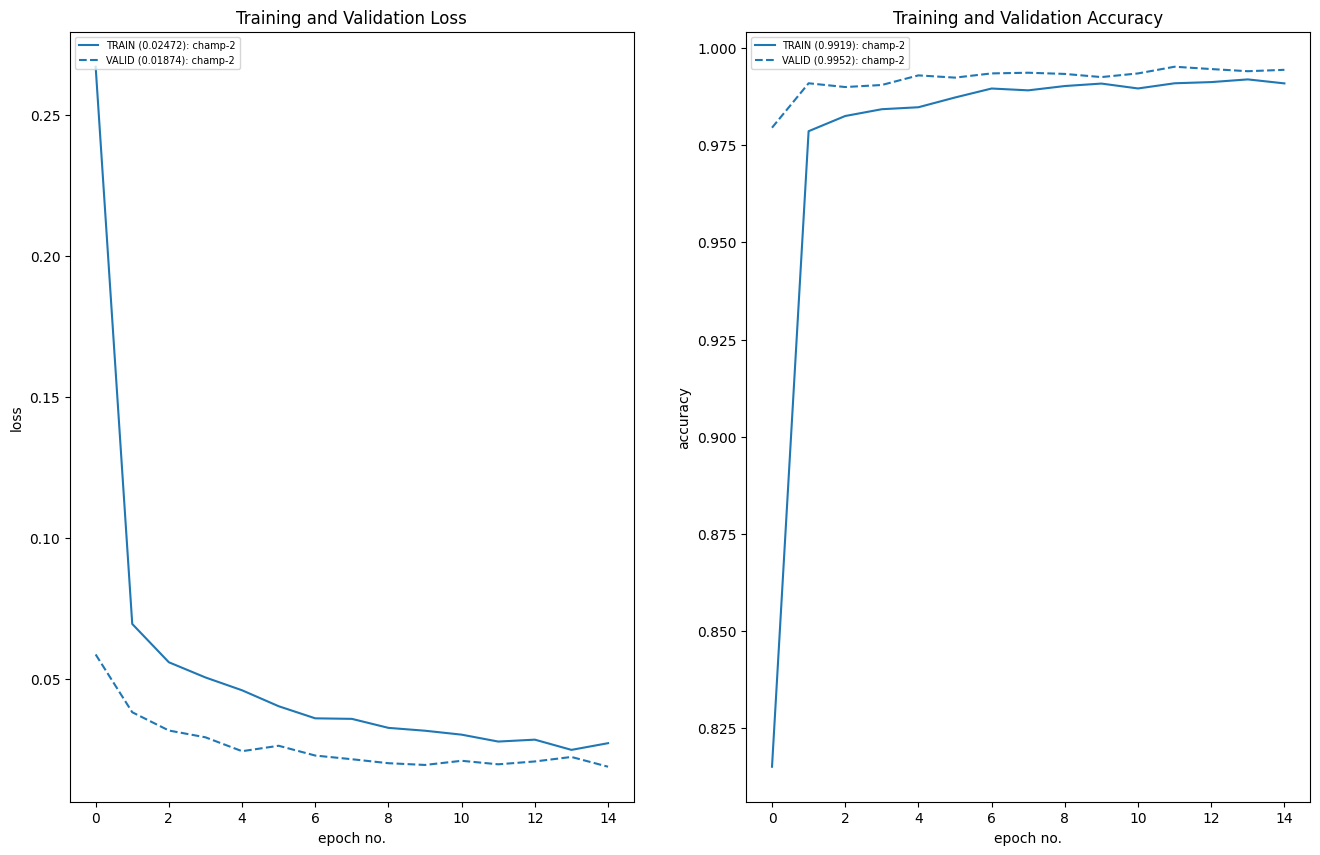 Training and Validation Loss
TRAIN (0.02472): champ-2
VALID (0.01874): champ-2
0.25
0.20
0.15
0.10
0.05
loss
0 2 4 6 8 10 12 14
epoch no.
Training and Validation Accuracy
TRAIN (0.9919): champ-2
VALID (0.9952): champ-2
1.000
0.975
0.950
0.925
0.900
0.875
0.850
0.825
accuracy
0 2 4 6 8 10 12 14
epoch no.